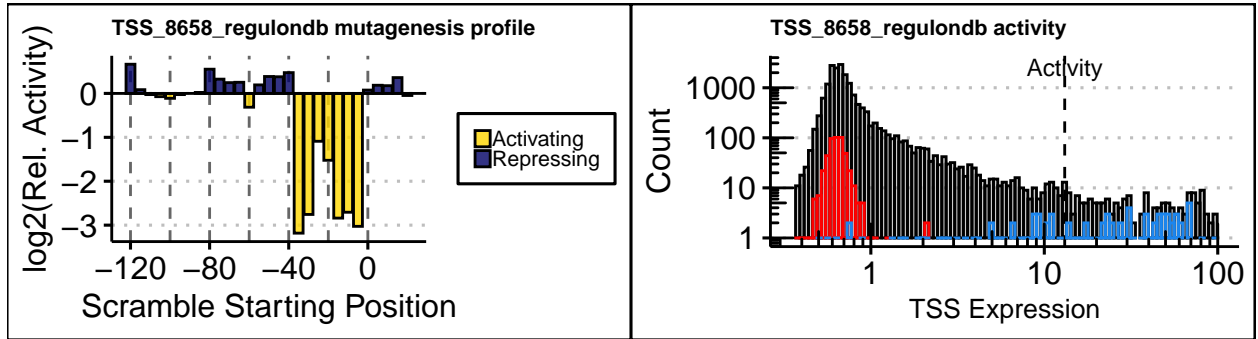 TSS_8658_regulondb mutagenesis profile
log2(Rel. Activity)
0
−1
−2
−3
−120
−80
−40
0
Scramble Starting Position
Activating
Repressing
TSS_8658_regulondb activity
Activity
Count
1000
100
10
1
1
10
100
TSS Expression